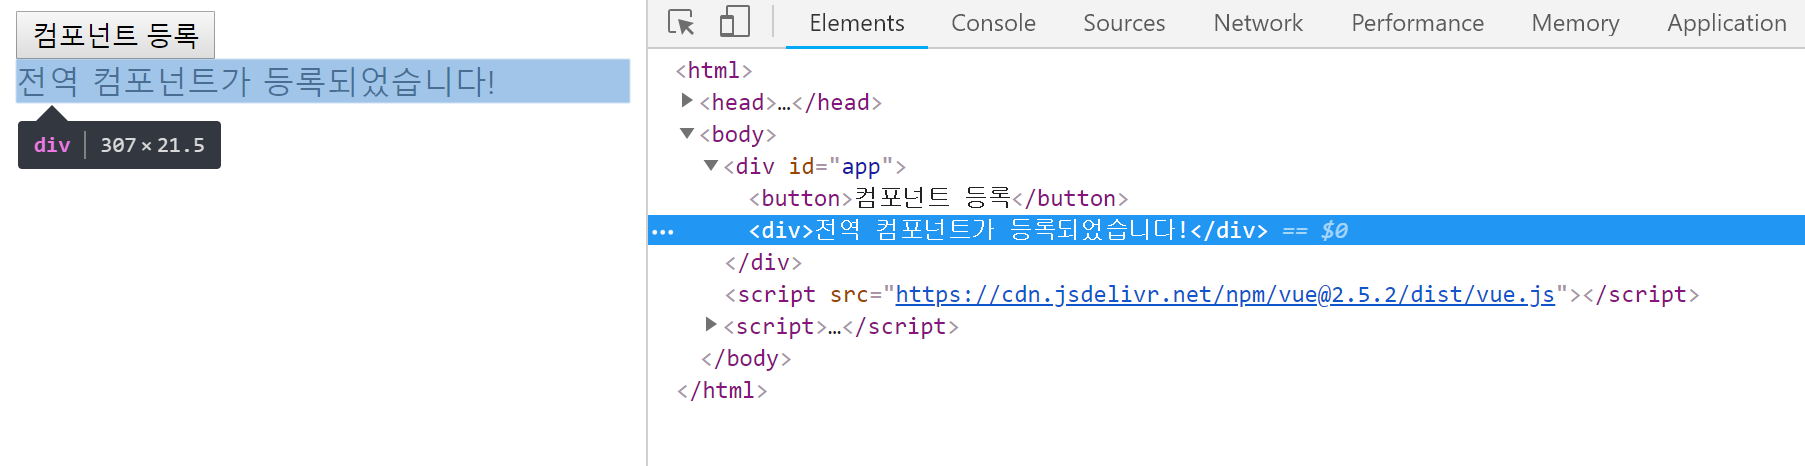 컴포넌트 등록
전역 컴포넌트가 등록되었습니다!
div 307 × 21.5
Elements Console Sources Network Performance Memory Application
<html>
<head>…</head>
<body>
<div id="app">
<button>컴포넌트 등록</button>
<div>전역 컴포넌트가 등록되었습니다!</div> == $0
</div>
<script src="https://cdn.jsdelivr.net/npm/vue@2.5.2/dist/vue.js"></script>
<script>…</script>
</body>
</html>